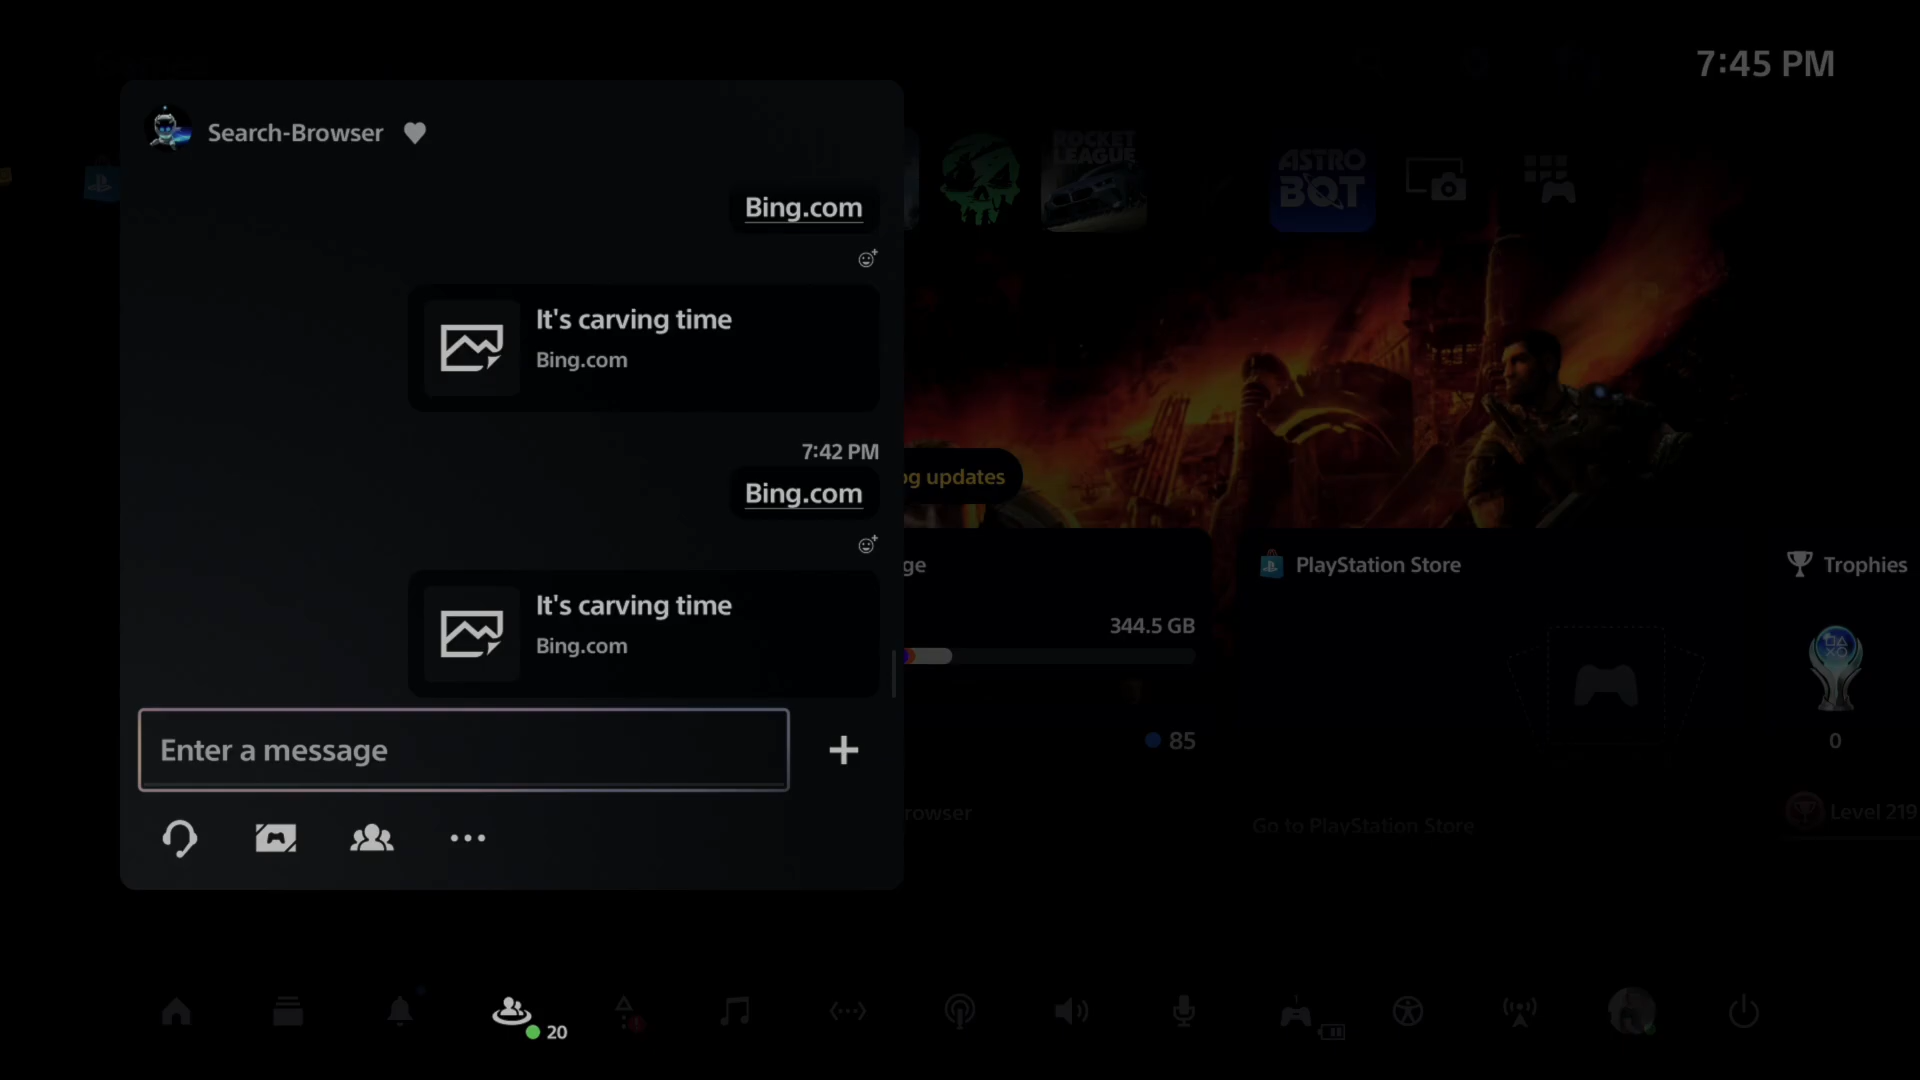 7:45 PM
Search-Browser
Bing.com
It's carving time
Bing.com
7:42 PM
Bing.com
It's carving time
Bing.com
Enter a message
ROCKET
LEAGUE
ASTRO
BOT
og updates
ge
344.5 GB
85
rowser
PlayStation Store
Go to PlayStation Store
Trophies
0
Level 219
20